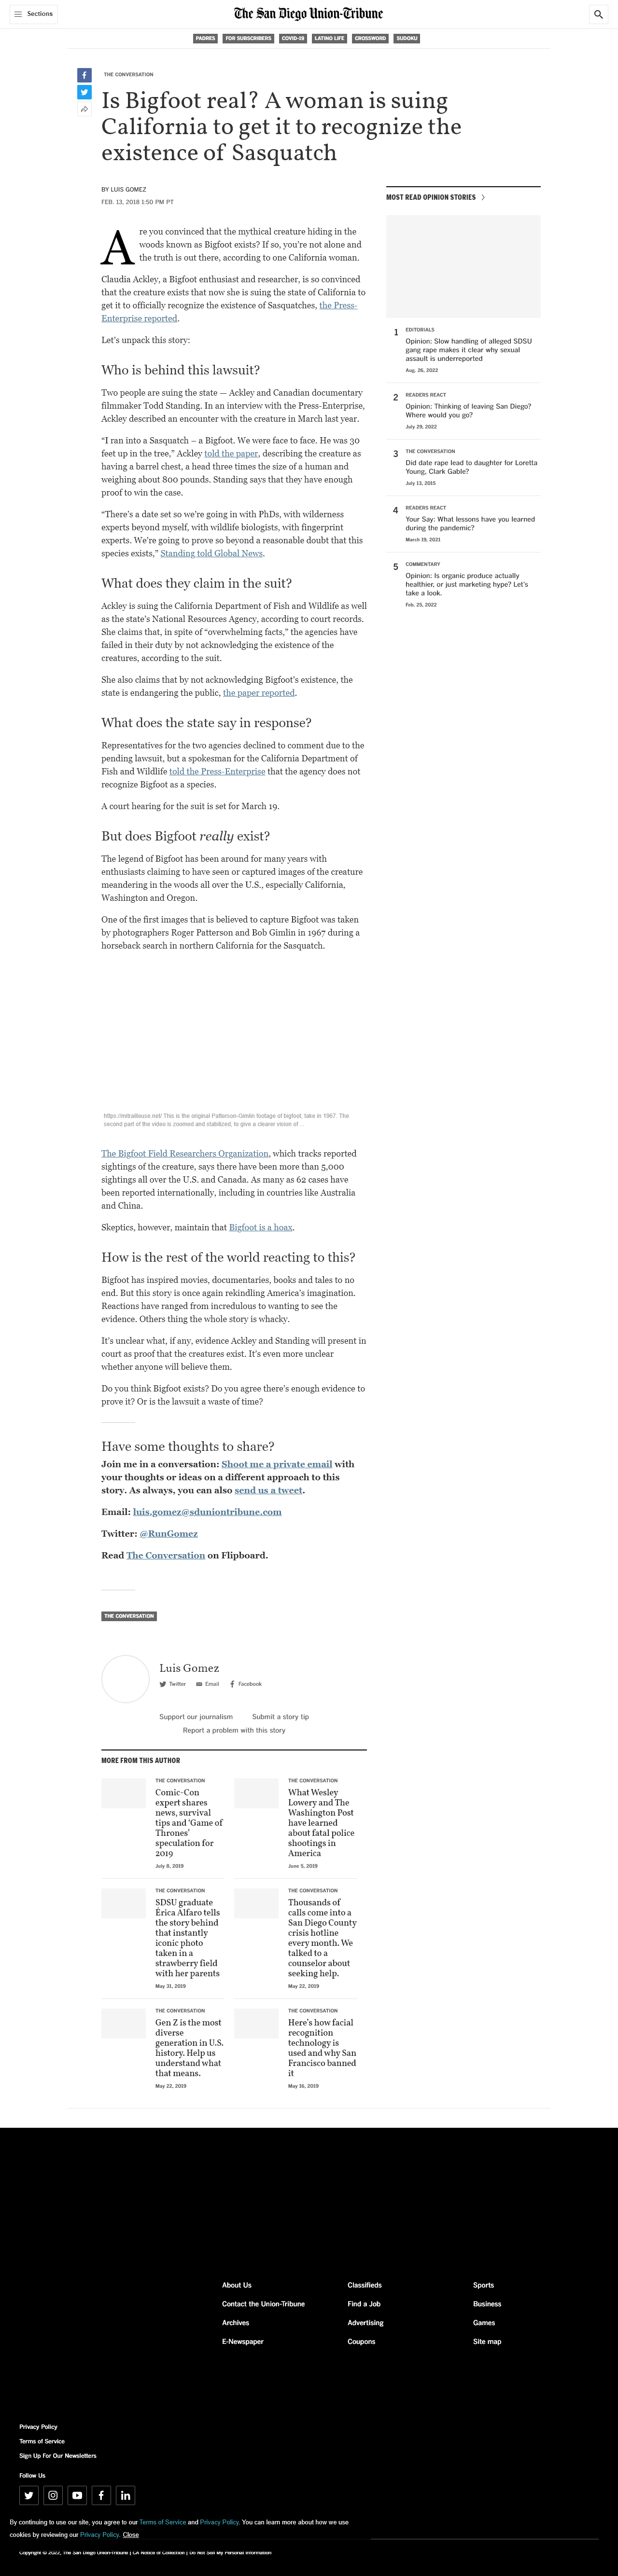 Sections
The San Diego Union-Tribune
PADRES
FOR SUBSCRIBERS
COVID-19
LATINO LIFE
CROSSWORD
SUDOKU
THE CONVERSATION
Is Bigfoot real? A woman is suing
California to get it to recognize the
existence of Sasquatch
BY LUIS GOMEZ
FEB. 13, 2018 1:50 PM PT
Are you convinced that the mythical creature hiding in the
woods known as Bigfoot exists? If so, you're not alone and
the truth is out there, according to one California woman.
Claudia Ackley, a Bigfoot enthusiast and researcher, is so convinced
that the creature exists that now she is suing the state of California to
get it to officially recognize the existence of Sasquatches, the Press-
Enterprise reported.
Let's unpack this story:
Who is behind this lawsuit?
Two people are suing the state — Ackley and Canadian documentary
filmmaker Todd Standing. In an interview with the Press-Enterprise,
Ackley described an encounter with the creature in March last year.
“I ran into a Sasquatch – a Bigfoot. We were face to face. He was 30
feet up in the tree,” Ackley told the paper, describing the creature as
having a barrel chest, a head three times the size of a human and
weighing about 800 pounds. Standing says that they have enough
proof to win the case.
“There's a date set so we're going in with PhDs, with wilderness
experts beyond myself, with wildlife biologists, with fingerprint
experts. We're going to prove so beyond a reasonable doubt that this
species exists,” Standing told Global News.
What does they claim in the suit?
Ackley is suing the California Department of Fish and Wildlife as well
as the state's National Resources Agency, according to court records.
She claims that, in spite of “overwhelming facts,” the agencies have
failed in their duty by not acknowledging the existence of the
creatures, according to the suit.
She also claims that by not acknowledging Bigfoot's existence, the
state is endangering the public, the paper reported.
What does the state say in response?
Representatives for the two agencies declined to comment due to the
pending lawsuit, but a spokesman for the California Department of
Fish and Wildlife told the Press-Enterprise that the agency does not
recognize Bigfoot as a species.
A court hearing for the suit is set for March 19.
But does Bigfoot really exist?
The legend of Bigfoot has been around for many years with
enthusiasts claiming to have seen or captured images of the creature
meandering in the woods all over the U.S., especially California,
Washington and Oregon.
One of the first images that is believed to capture Bigfoot was taken
by photographers Roger Patterson and Bob Gimlin in 1967 during a
horseback search in northern California for the Sasquatch.
https://mitrailleuse.net/ This is the original Patterson-Gimlin footage of bigfoot, take in 1967. The
second part of the video is zoomed and stabilized, to give a clearer vision of ...
The Bigfoot Field Researchers Organization, which tracks reported
sightings of the creature, says there have been more than 5,000
sightings all over the U.S. and Canada. As many as 62 cases have
been reported internationally, including in countries like Australia
and China.
Skeptics, however, maintain that Bigfoot is a hoax.
How is the rest of the world reacting to this?
Bigfoot has inspired movies, documentaries, books and tales to no
end. But this story is once again rekindling America's imagination.
Reactions have ranged from incredulous to wanting to see the
evidence. Others thing the whole story is whacky.
It's unclear what, if any, evidence Ackley and Standing will present in
court as proof that the creatures exist. It's even more unclear
whether anyone will believe them.
Do you think Bigfoot exists? Do you agree there's enough evidence to
prove it? Or is the lawsuit a waste of time?
Have some thoughts to share?
Join me in a conversation: Shoot me a private email with
your thoughts or ideas on a different approach to this
story. As always, you can also send us a tweet.
Email: luis.gomez@sduniontribune.com
Twitter: @RunGomez
Read The Conversation on Flipboard.
THE CONVERSATION
Luis Gomez
Twitter
Email
Facebook
Support our journalism
Submit a story tip
Report a problem with this story
MORE FROM THIS AUTHOR
THE CONVERSATION
Comic-Con
expert shares
news, survival
tips and ‘Game of
Thrones’
speculation for
2019
July 8, 2019
THE CONVERSATION
What Wesley
Lowery and The
Washington Post
have learned
about fatal police
shootings in
America
June 5, 2019
THE CONVERSATION
SDSU graduate
Érica Alfaro tells
the story behind
that instantly
iconic photo
taken in a
strawberry field
with her parents
May 31, 2019
THE CONVERSATION
Thousands of
calls come into a
San Diego County
crisis hotline
every month. We
talked to a
counselor about
seeking help.
May 22, 2019
THE CONVERSATION
Gen Z is the most
diverse
generation in U.S.
history. Help us
understand what
that means.
May 22, 2019
THE CONVERSATION
Here's how facial
recognition
technology is
used and why San
Francisco banned
it
May 16, 2019
MOST READ OPINION STORIES
1
EDITORIALS
Opinion: Slow handling of alleged SDSU
gang rape makes it clear why sexual
assault is underreported
Aug. 26, 2022
2
READERS REACT
Opinion: Thinking of leaving San Diego?
Where would you go?
July 29, 2022
3
THE CONVERSATION
Did date rape lead to daughter for Loretta
Young, Clark Gable?
July 13, 2015
4
READERS REACT
Your Say: What lessons have you learned
during the pandemic?
March 19, 2021
5
COMMENTARY
Opinion: Is organic produce actually
healthier, or just marketing hype? Let's
take a look.
Feb. 25, 2022
About Us
Contact the Union-Tribune
Archives
E-Newspaper
Classifieds
Find a Job
Advertising
Coupons
Sports
Business
Games
Site map
Privacy Policy
Terms of Service
Sign Up For Our Newsletters
Follow Us
By continuing to use our site, you agree to our Terms of Service and Privacy Policy. You can learn more about how we use
cookies by reviewing our Privacy Policy. Close
Copyright © 2022, The San Diego Union-Tribune | CA Notice of Collection | Do Not Sell My Personal Information